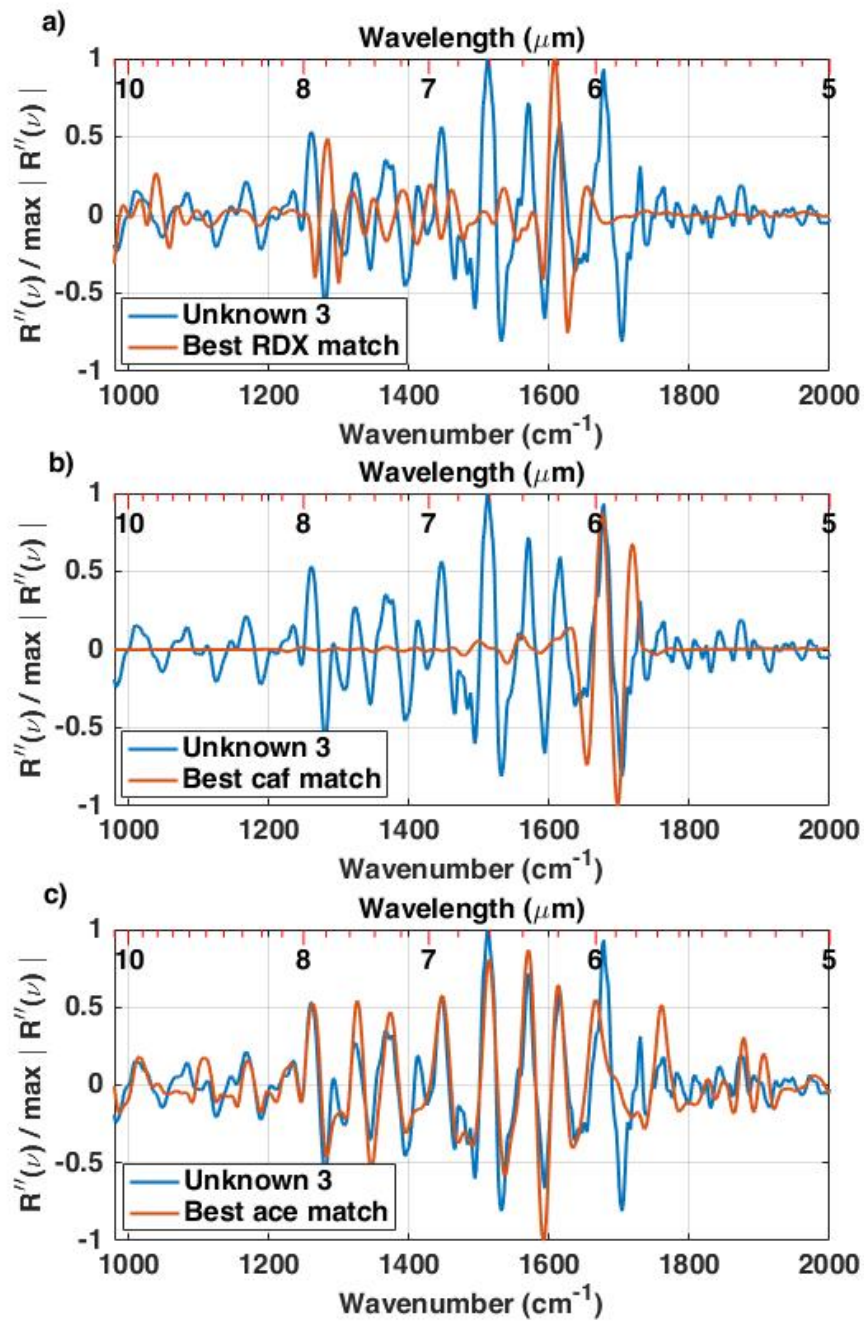 a)
Wavelength (μm)
10 8 7 6 5
1
0.5
0
-0.5
-1
R′′(ν) / max | R′′(ν) |
Unknown 3
Best RDX match
1000 1200 1400 1600 1800 2000
Wavenumber (cm⁻¹)
b)
Wavelength (μm)
10 8 7 6 5
1
0.5
0
-0.5
-1
R′′(ν) / max | R′′(ν) |
Unknown 3
Best caf match
1000 1200 1400 1600 1800 2000
Wavenumber (cm⁻¹)
c)
Wavelength (μm)
10 8 7 6 5
1
0.5
0
-0.5
-1
R′′(ν) / max | R′′(ν) |
Unknown 3
Best ace match
1000 1200 1400 1600 1800 2000
Wavenumber (cm⁻¹)